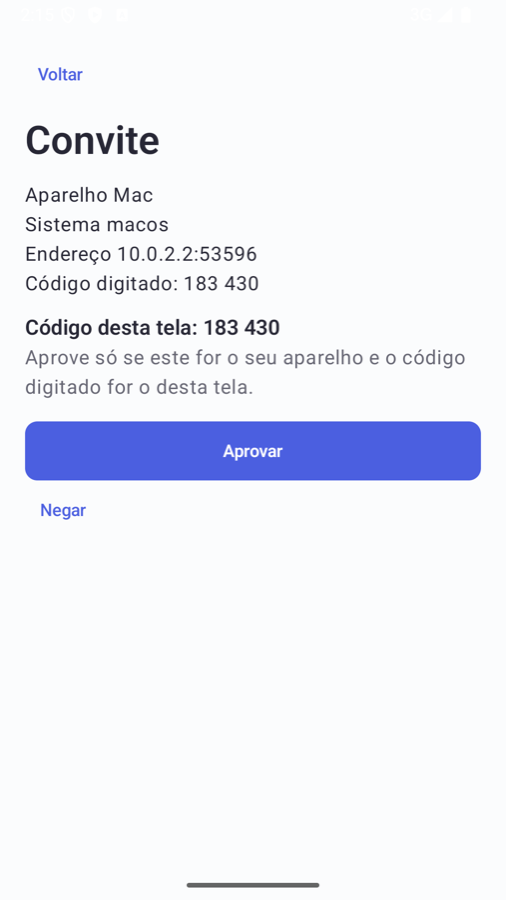 Voltar
Convite
Aparelho Mac
Sistema macos
Endereço 10.0.2.2:53596
Código digitado: 183 430
Código desta tela: 183 430
Aprove só se este for o seu aparelho e o código
digitado for o desta tela.
Aprovar
Negar